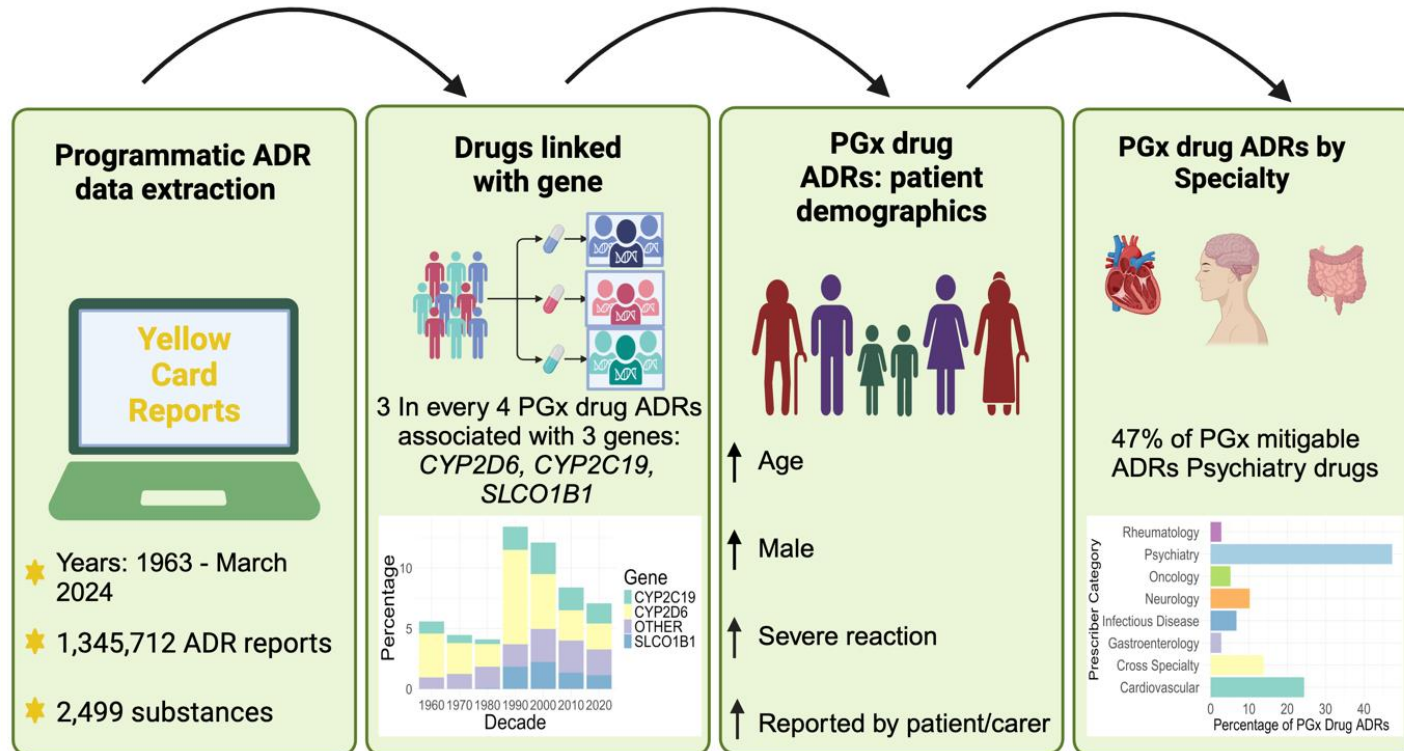 Programmatic ADR
data extraction
Yellow
Card
Reports
Years: 1963 - March
2024
1,345,712 ADR reports
2,499 substances
Drugs linked
with gene
3 In every 4 PGx drug ADRs
associated with 3 genes:
CYP2D6, CYP2C19,
SLCO1B1
Percentage
10
5
0
1960 1970 1980 1990 2000 2010 2020
Decade
Gene
CYP2C19
CYP2D6
OTHER
SLCO1B1
PGx drug
ADRs: patient
demographics
Age
Male
Severe reaction
Reported by patient/carer
PGx drug ADRs by
Specialty
47% of PGx mitigable
ADRs Psychiatry drugs
Prescriber Category
Rheumatology
Psychiatry
Oncology
Neurology
Infectious Disease
Gastroenterology
Cross Specialty
Cardiovascular
0 10 20 30 40
Percentage of PGx Drug ADRs